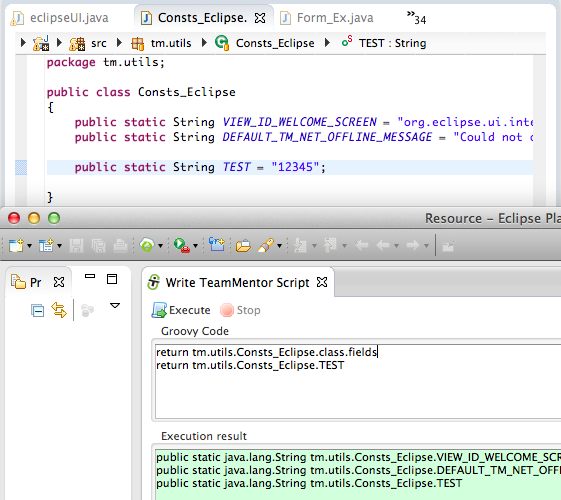 eclipseUI.java
Consts_Eclipse.
Form_Ex.java
»34
src
tm.utils
Consts_Eclipse
TEST : String
package tm.utils;
public class Consts_Eclipse
{
public static String VIEW_ID_WELCOME_SCREEN = "org.eclipse.ui.inte
public static String DEFAULT_TM_NET_OFFLINE_MESSAGE = "Could not
public static String TEST = "12345";
}
Resource – Eclipse Pla
Pr
Write TeamMentor Script
Execute
Stop
Groovy Code
return tm.utils.Consts_Eclipse.class.fields
return tm.utils.Consts_Eclipse.TEST
Execution result
public static java.lang.String tm.utils.Consts_Eclipse.VIEW_ID_WELCOME_SCR
public static java.lang.String tm.utils.Consts_Eclipse.DEFAULT_TM_NET_OFF
public static java.lang.String tm.utils.Consts_Eclipse.TEST